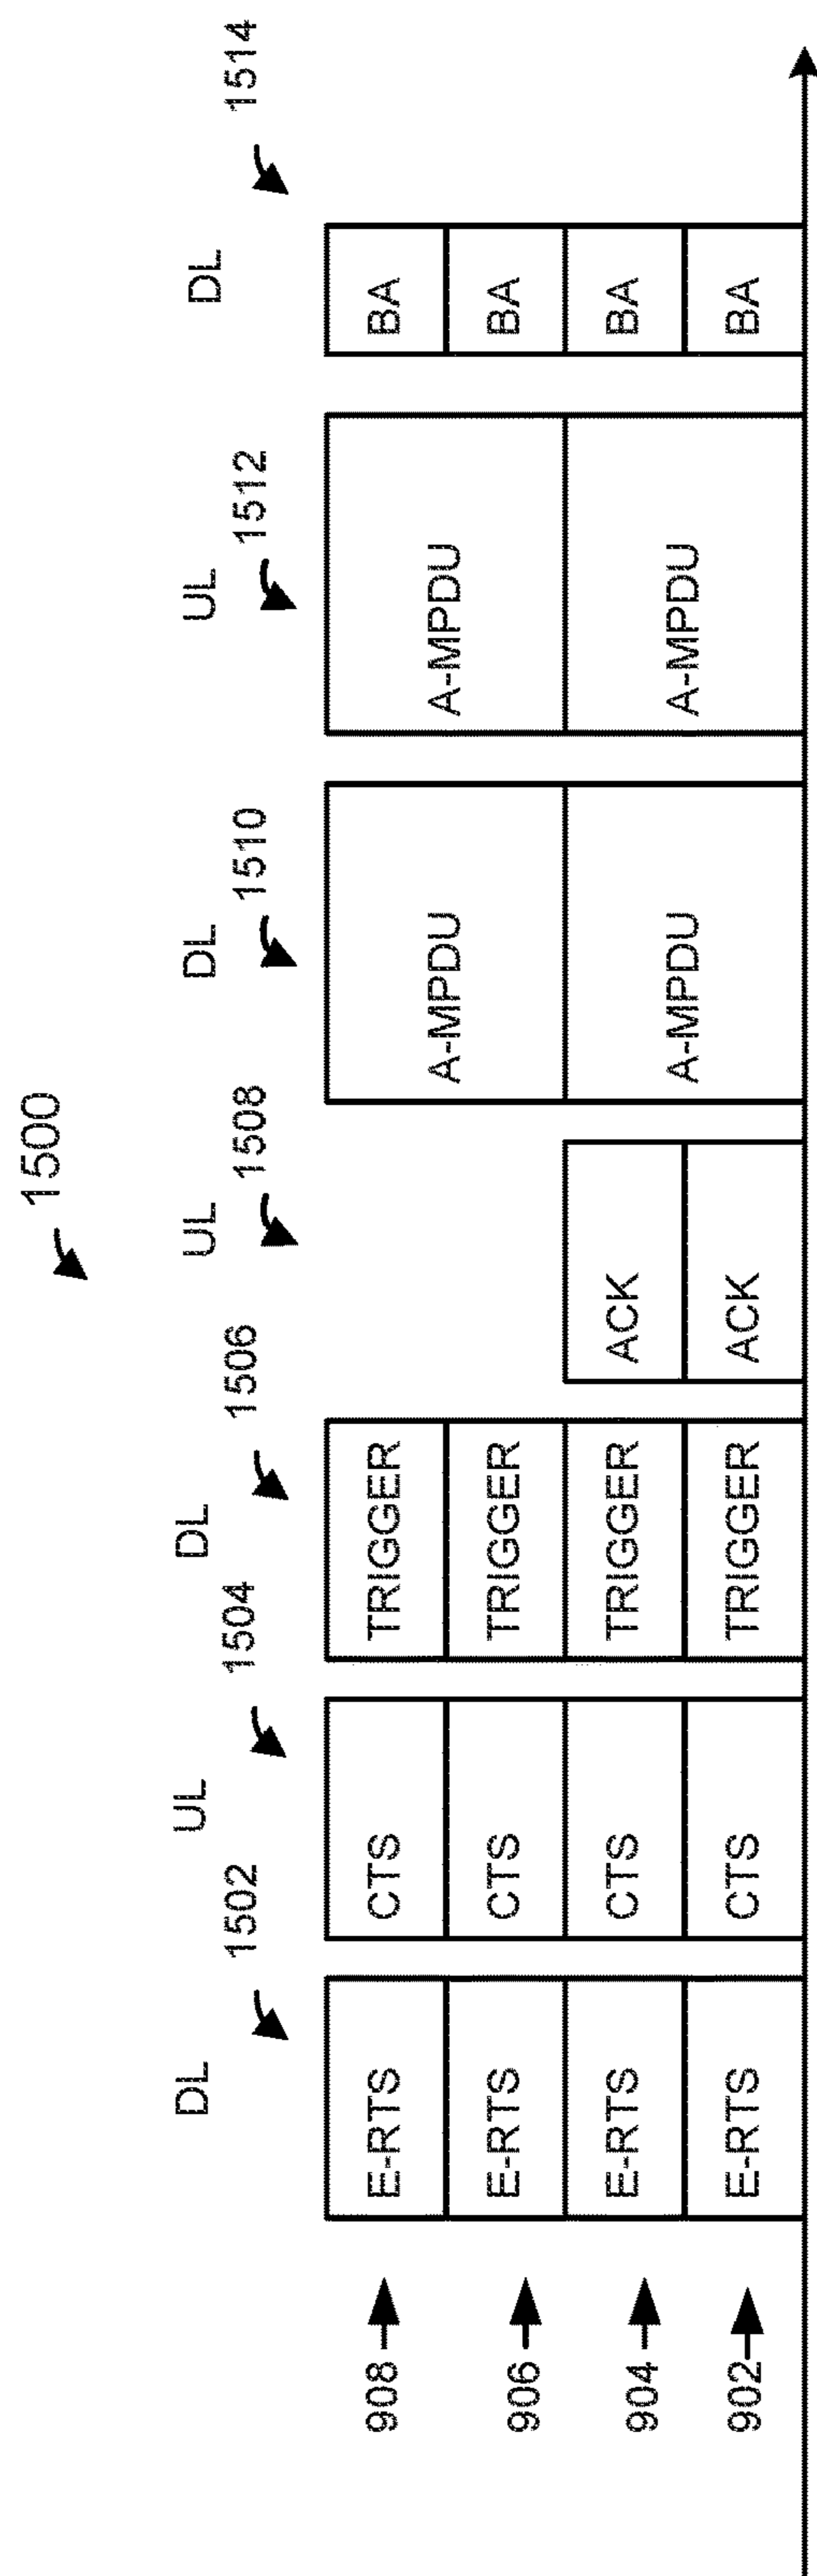 1500
DL UL DL UL DL UL DL
1502 1504 1506 1508 1510 1512 1514
908 E-RTS CTS TRIGGER A-MPDU A-MPDU BA
906 E-RTS CTS TRIGGER BA
904 E-RTS CTS TRIGGER ACK A-MPDU A-MPDU BA
902 E-RTS CTS TRIGGER ACK BA